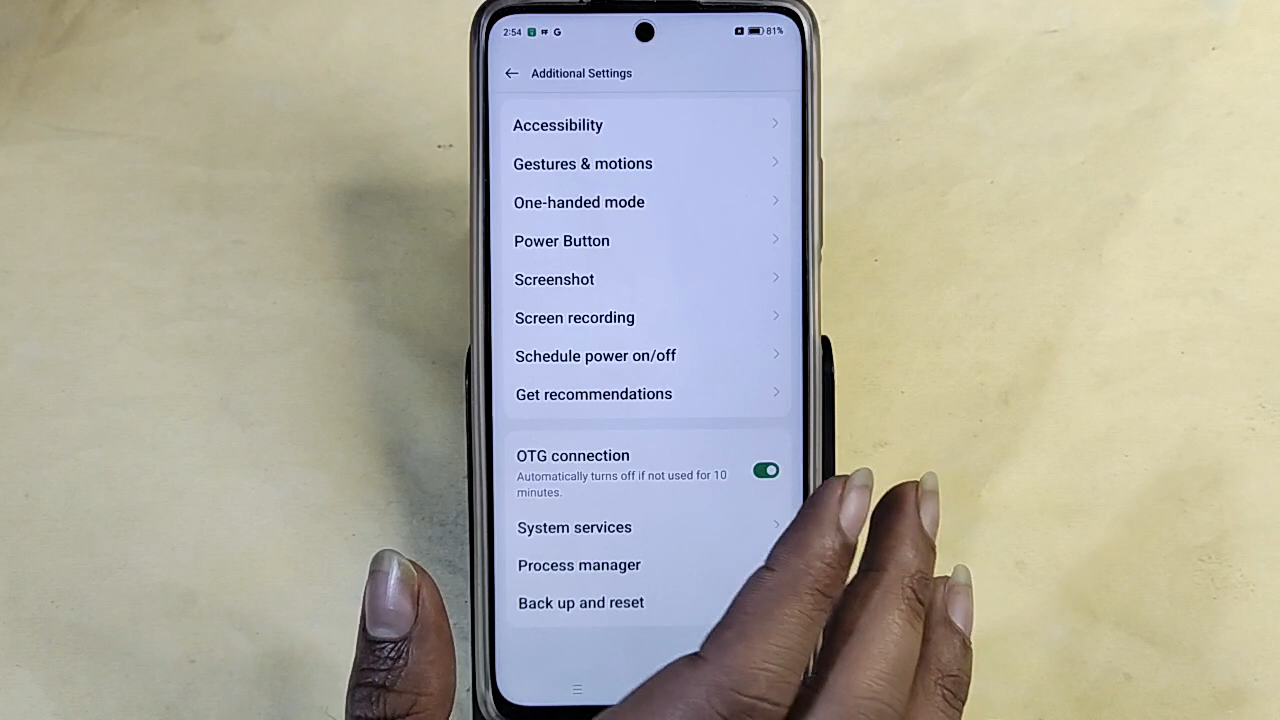 2:54 G 81%
Additional Settings
Accessibility
Gestures & motions
One-handed mode
Power Button
Screenshot
Screen recording
Schedule power on/off
Get recommendations
OTG connection
Automatically turns off if not used for 10
minutes.
System services
Process manager
Back up and reset